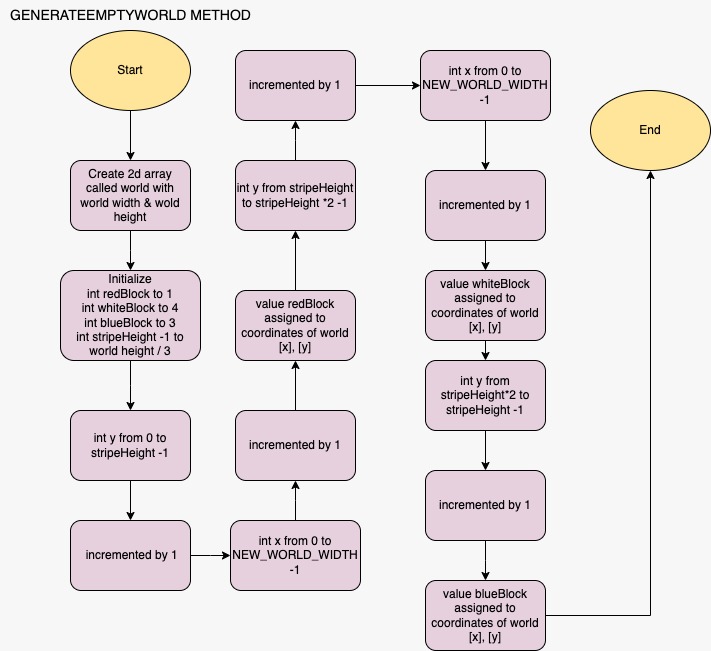 GENERATEEMPTYWORLD METHOD
Start
Create 2d array
called world with
world width & wold
height
Initialize
int redBlock to 1
int whiteBlock to 4
int blueBlock to 3
int stripeHeight -1 to
world height / 3
int y from 0 to
stripeHeight -1
incremented by 1
int x from 0 to
NEW_WORLD_WIDTH
-1
incremented by 1
value redBlock
assigned to
coordinates of world
[x], [y]
int y from stripeHeight
to stripeHeight *2 -1
incremented by 1
int x from 0 to
NEW_WORLD_WIDTH
-1
incremented by 1
value whiteBlock
assigned to
coordinates of world
[x], [y]
int y from
stripeHeight*2 to
stripeHeight -1
incremented by 1
value blueBlock
assigned to
coordinates of world
[x], [y]
End